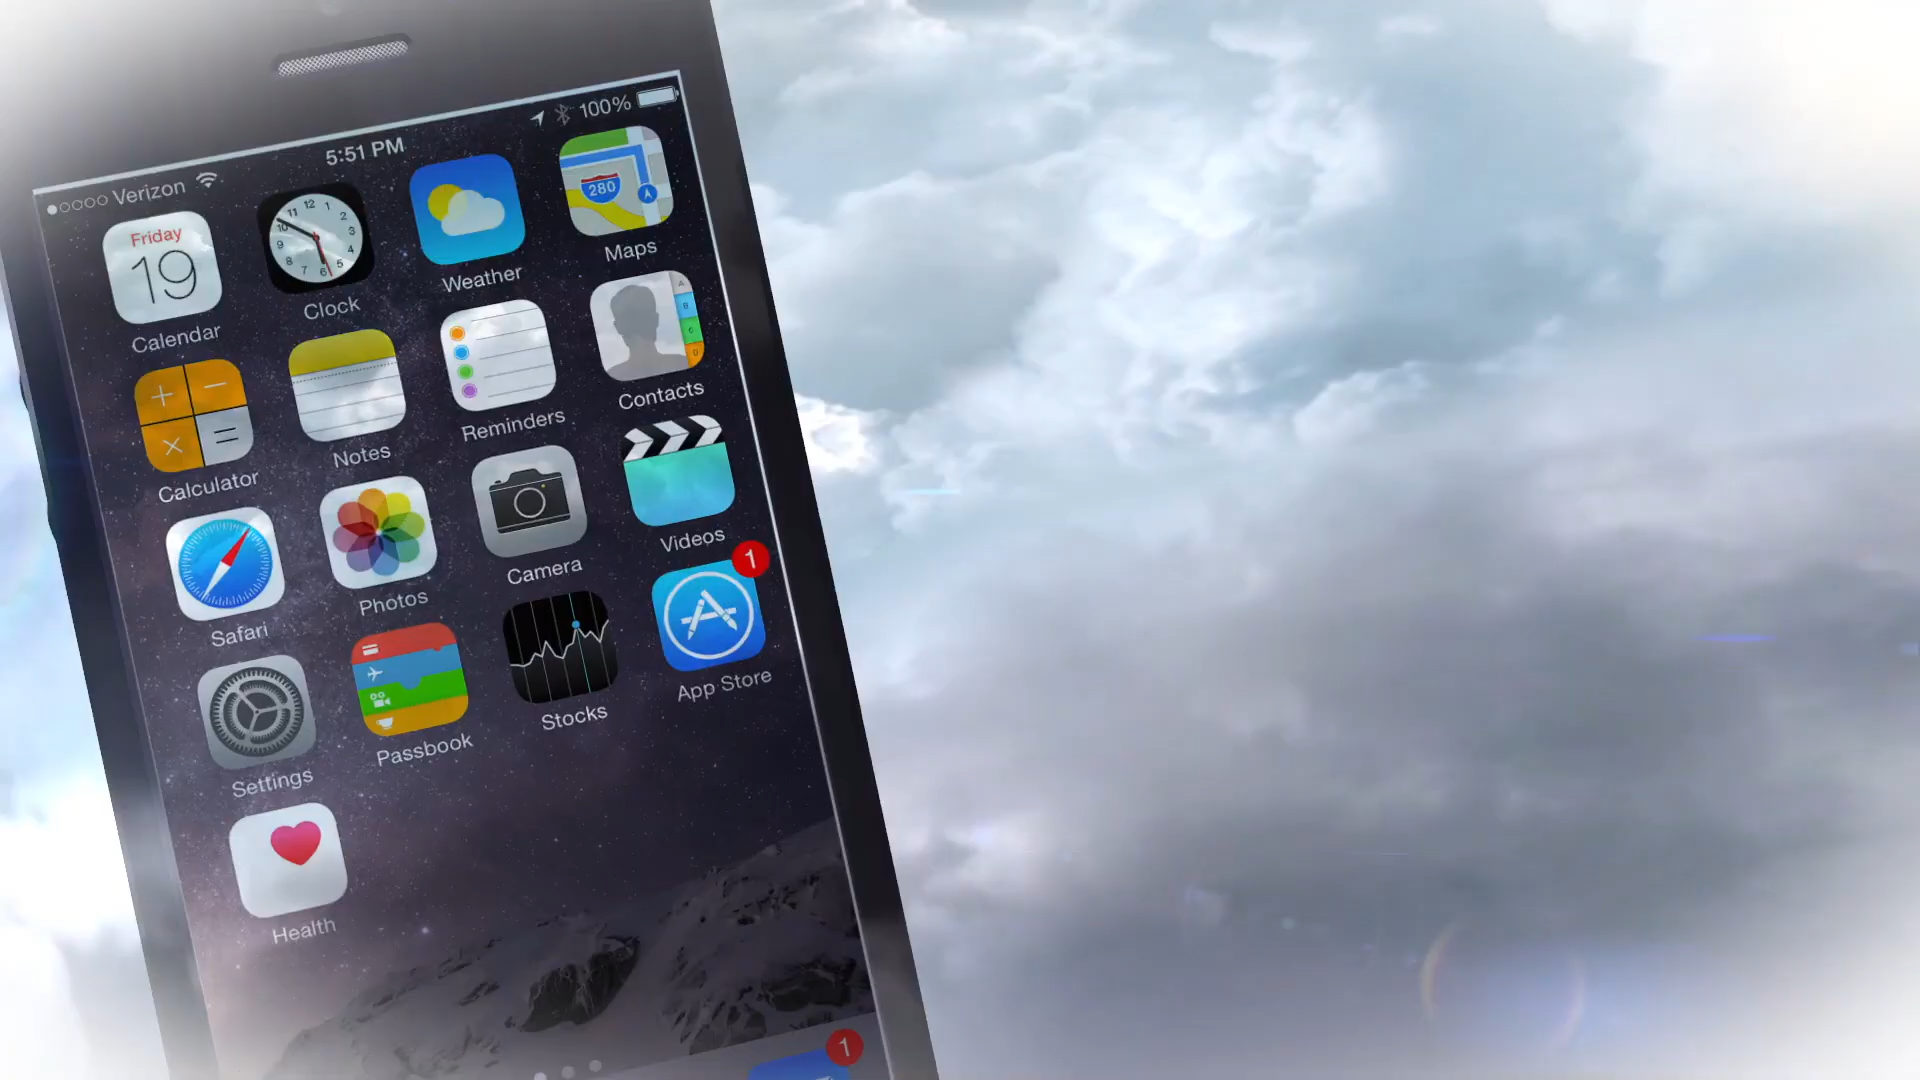 Verizon 5:51 PM 100%
Friday
19
280
Calendar Clock Weather Maps
Calculator Notes Reminders Contacts
Safari Photos Camera Videos
1
Settings Passbook Stocks App Store
Health
1